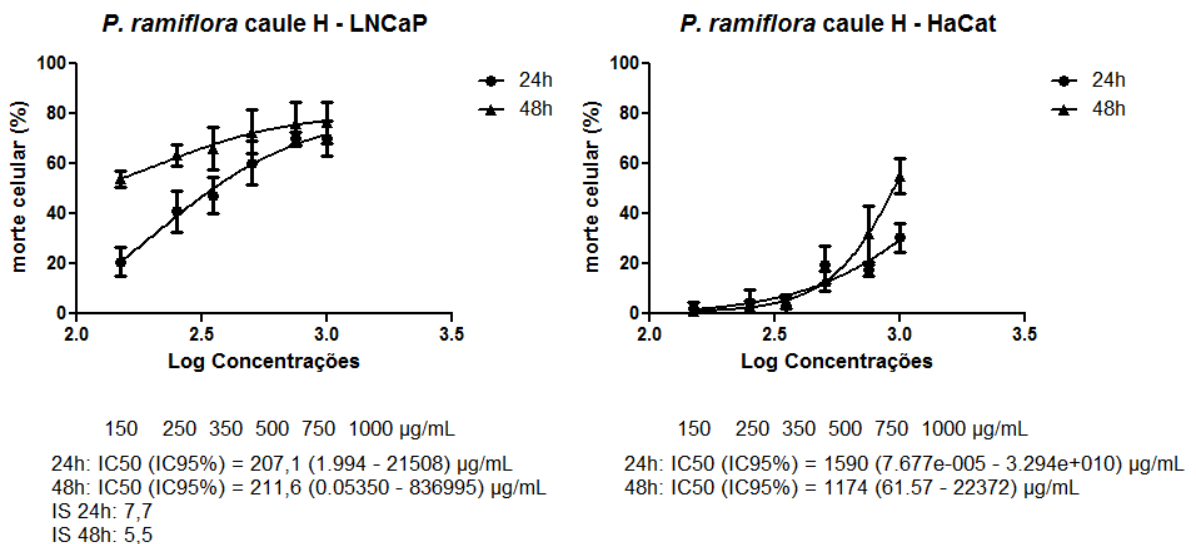 P. ramiflora caule H - LNCaP
100
80
60
40
20
0
morte celular (%)
2.0 2.5 3.0 3.5
Log Concentrações
24h
48h
150 250 350 500 750 1000 µg/mL
24h: IC50 (IC95%) = 207,1 (1.994 - 21508) µg/mL
48h: IC50 (IC95%) = 211,6 (0.05350 - 836995) µg/mL
IS 24h: 7,7
IS 48h: 5,5
P. ramiflora caule H - HaCat
100
80
60
40
20
0
morte celular (%)
2.0 2.5 3.0 3.5
Log Concentrações
24h
48h
150 250 350 500 750 1000 µg/mL
24h: IC50 (IC95%) = 1590 (7.677e-005 - 3.294e+010) µg/mL
48h: IC50 (IC95%) = 1174 (61.57 - 22372) µg/mL